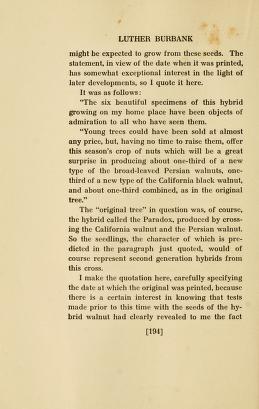 LUTHER BURBANK
might be expected to grow from these seeds. The
statement, in view of the date when it was printed,
has somewhat exceptional interest in the light of
later developments, so I quote it here.
It was as follows:
"The six beautiful specimens of this hybrid
growing on my home place have been objects of
admiration to all who have seen them.
"Young trees could have been sold at almost
any price, but, having no time to raise them, offer
this season's crop of nuts which will be a great
surprise in producing about one-third of a new
type of the broad-leaved Persian walnuts, one-
third of a new type of the California black walnut,
and about one-third combined, as in the original
tree."
The "original tree" in question was, of course,
the hybrid called the Paradox, produced by cross-
ing the California walnut and the Persian walnut.
So the seedlings, the character of which is pre-
dicted in the paragraph just quoted, would of
course represent second generation hybrids from
this cross.
I make the quotation here, carefully specifying
the date at which the original was printed, because
there is a certain interest in knowing that tests
made prior to this time with the seeds of the hy-
brid walnut had clearly revealed to me the fact
[194]